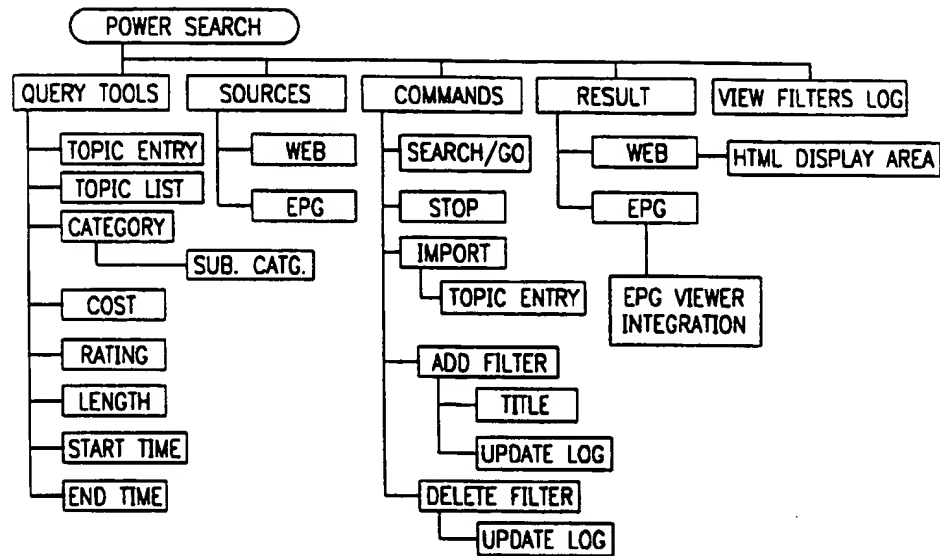 POWER SEARCH
QUERY TOOLS
TOPIC ENTRY
TOPIC LIST
CATEGORY
SUB. CATG.
COST
RATING
LENGTH
START TIME
END TIME
SOURCES
WEB
EPG
COMMANDS
SEARCH/GO
STOP
IMPORT
TOPIC ENTRY
ADD FILTER
TITLE
UPDATE LOG
DELETE FILTER
UPDATE LOG
RESULT
WEB
HTML DISPLAY AREA
EPG
EPG VIEWER
INTEGRATION
VIEW FILTERS LOG